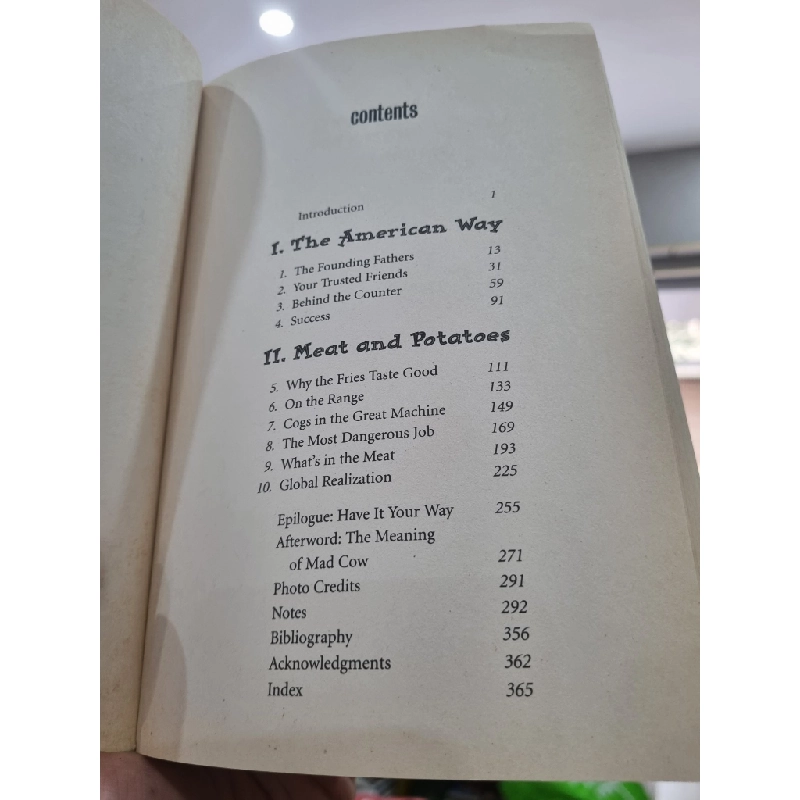 contents
Introduction 1
I. The American Way
1. The Founding Fathers 13
2. Your Trusted Friends 31
3. Behind the Counter 59
4. Success 91
II. Meat and Potatoes
5. Why the Fries Taste Good 111
6. On the Range 133
7. Cogs in the Great Machine 149
8. The Most Dangerous Job 169
9. What's in the Meat 193
10. Global Realization 225
Epilogue: Have It Your Way 255
Afterword: The Meaning
of Mad Cow 271
Photo Credits 291
Notes 292
Bibliography 356
Acknowledgments 362
Index 365